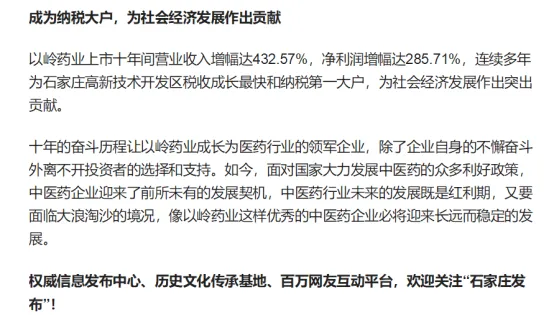 成为纳税大户，为社会经济发展作出贡献
以岭药业上市十年间营业收入增幅达432.57%，净利润增幅达285.71%，连续多年
为石家庄高新技术开发区税收成长最快和纳税第一大户，为社会经济发展作出突出
贡献。
十年的奋斗历程让以岭药业成长为医药行业的领军企业，除了企业自身的不懈奋斗
外离不开投资者的选择和支持。如今，面对国家大力发展中医药的众多利好政策，
中医药企业迎来了前所未有的发展契机，中医药行业未来的发展既是红利期，又要
面临大浪淘沙的境况，像以岭药业这样优秀的中医药企业必将迎来长远而稳定的发
展。
权威信息发布中心、历史文化传承基地、百万网友互动平台，欢迎关注“石家庄发
布”！